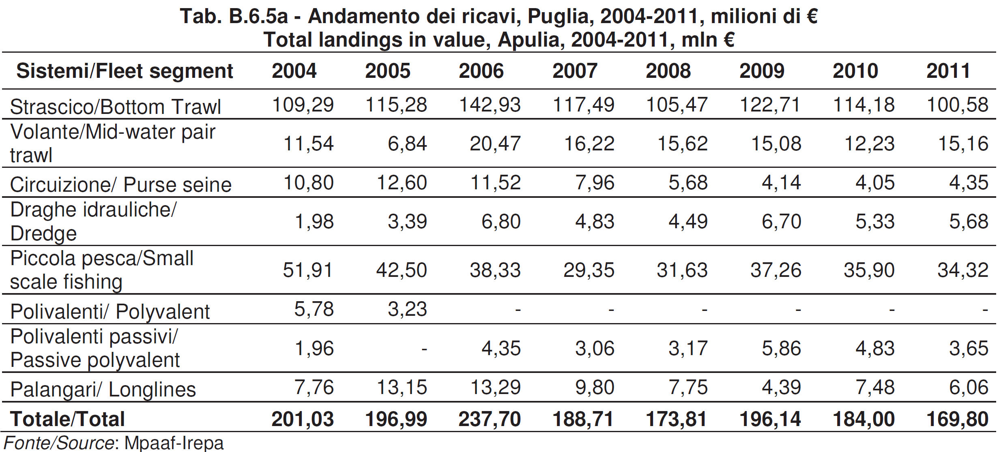 Tab. B.6.5a - Andamento dei ricavi, Puglia, 2004-2011, milioni di €
Total landings in value, Apulia, 2004-2011, mln €
Sistemi/Fleet segment 2004 2005 2006 2007 2008 2009 2010 2011
Strascico/Bottom Trawl 109,29 115,28 142,93 117,49 105,47 122,71 114,18 100,58
Volante/Mid-water pair
trawl 11,54 6,84 20,47 16,22 15,62 15,08 12,23 15,16
Circuizione/ Purse seine 10,80 12,60 11,52 7,96 5,68 4,14 4,05 4,35
Draghe idrauliche/
Dredge 1,98 3,39 6,80 4,83 4,49 6,70 5,33 5,68
Piccola pesca/Small
scale fishing 51,91 42,50 38,33 29,35 31,63 37,26 35,90 34,32
Polivalenti/ Polyvalent 5,78 3,23 - - - - - -
Polivalenti passivi/
Passive polyvalent 1,96 - 4,35 3,06 3,17 5,86 4,83 3,65
Palangari/ Longlines 7,76 13,15 13,29 9,80 7,75 4,39 7,48 6,06
Totale/Total 201,03 196,99 237,70 188,71 173,81 196,14 184,00 169,80
Fonte/Source: Mpaaf-Irepa